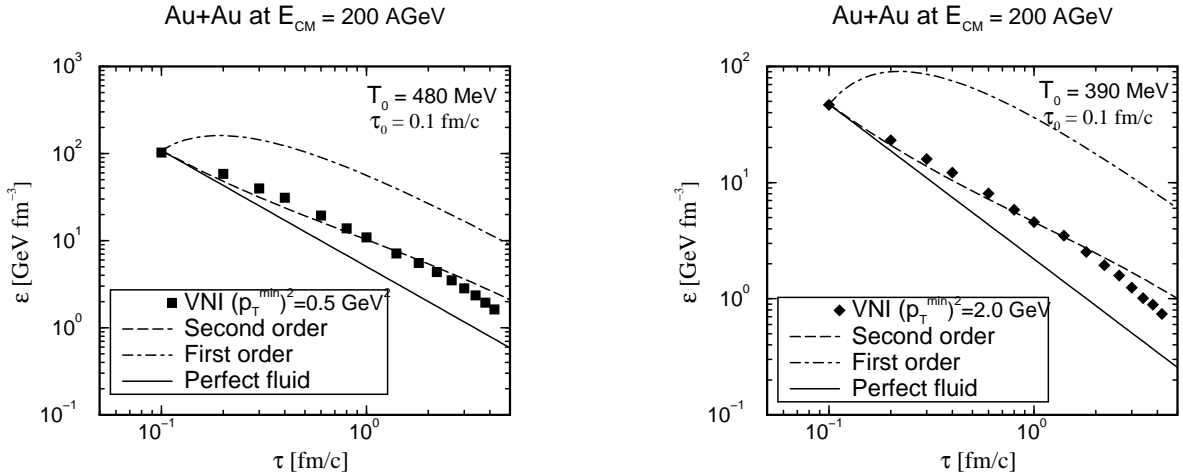 Au+Au at E_CM = 200 AGeV
10^3
10^2
10^1
10^0
10^−1
ε [GeV fm^−3]
T_0 = 480 MeV
τ_0 = 0.1 fm/c
VNI (p_T^min)^2=0.5 GeV^2
Second order
First order
Perfect fluid
10^−1
10^0
τ [fm/c]
Au+Au at E_CM = 200 AGeV
10^2
10^1
10^0
10^−1
ε [GeV fm^−3]
T_0 = 390 MeV
τ_0 = 0.1 fm/c
VNI (p_T^min)^2=2.0 GeV
Second order
First order
Perfect fluid
10^−1
10^0
τ [fm/c]